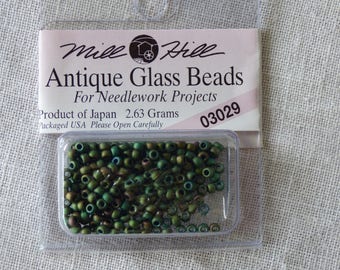 Mill Hill
Antique Glass Beads
For Needlework Projects
Product of Japan 2.63 Grams
Packaged USA Please Open Carefully
03029